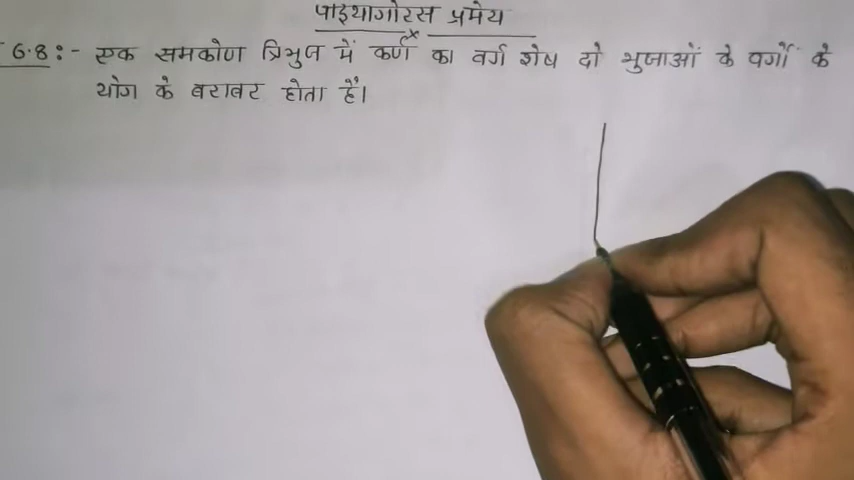 पाइथागोरस प्रमेय
6.8:- एक समकोण त्रिभुज में कर्ण का वर्ग शेष दो भुजाओं के वर्गों के
योग के बराबर होता है।